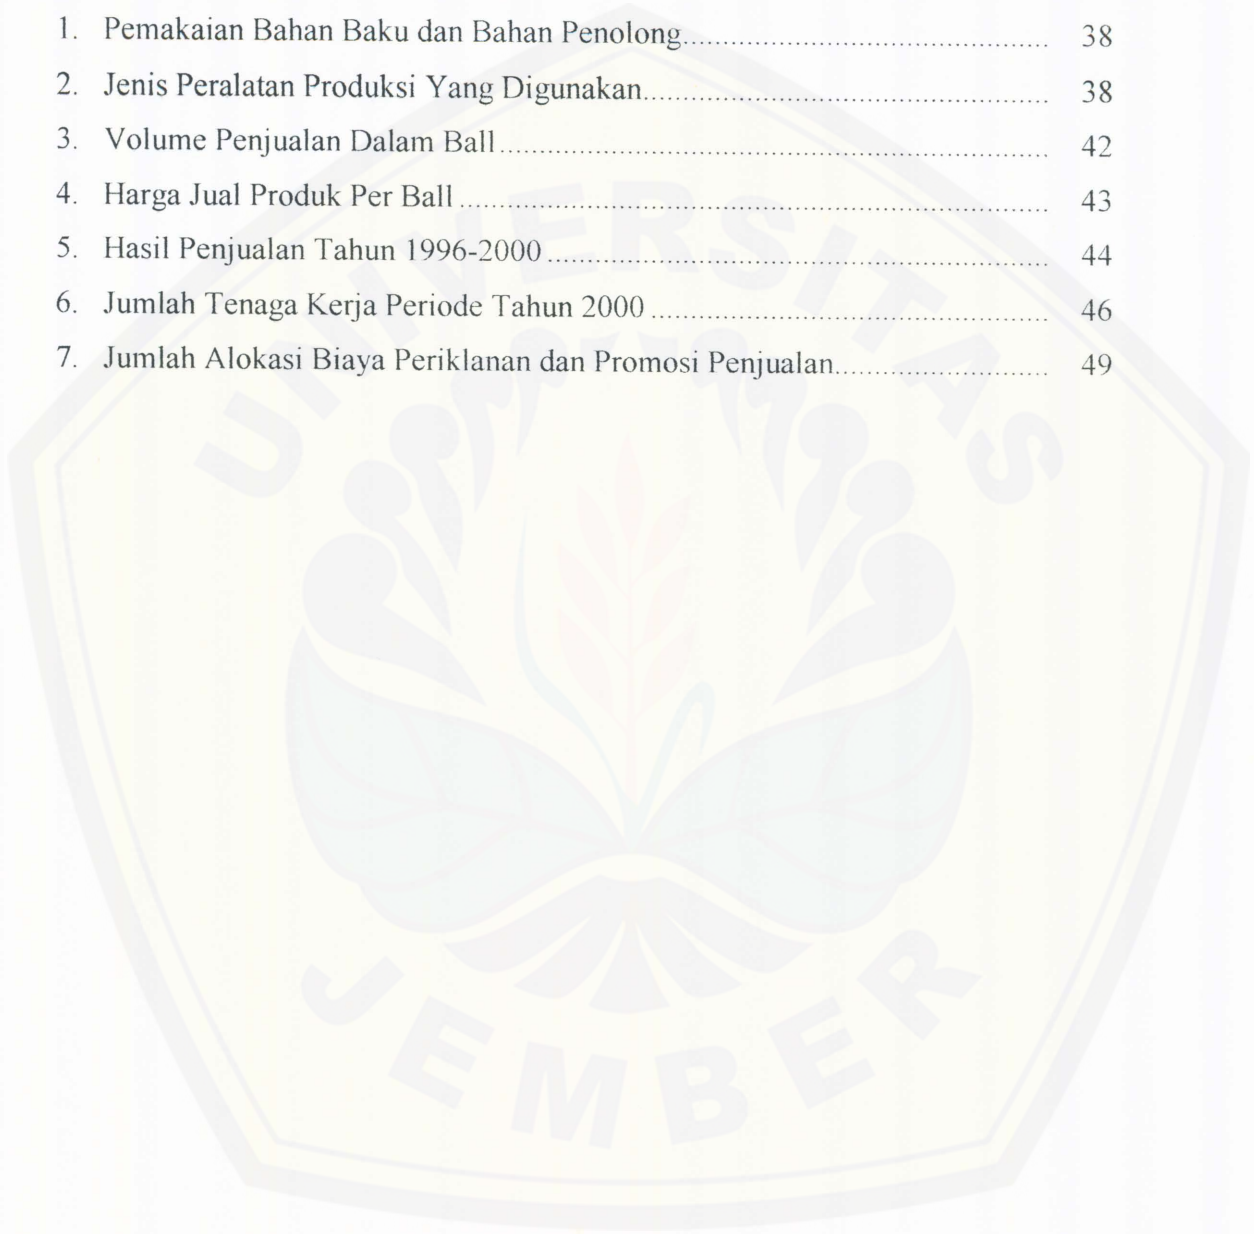 1. Pemakaian Bahan Baku dan Bahan Penolong.......... 38
2. Jenis Peralatan Produksi Yang Digunakan.......... 38
3. Volume Penjualan Dalam Ball.......... 42
4. Harga Jual Produk Per Ball.......... 43
5. Hasil Penjualan Tahun 1996-2000.......... 44
6. Jumlah Tenaga Kerja Periode Tahun 2000.......... 46
7. Jumlah Alokasi Biaya Periklanan dan Promosi Penjualan.......... 49
UNIVERSITAS
JEMBER